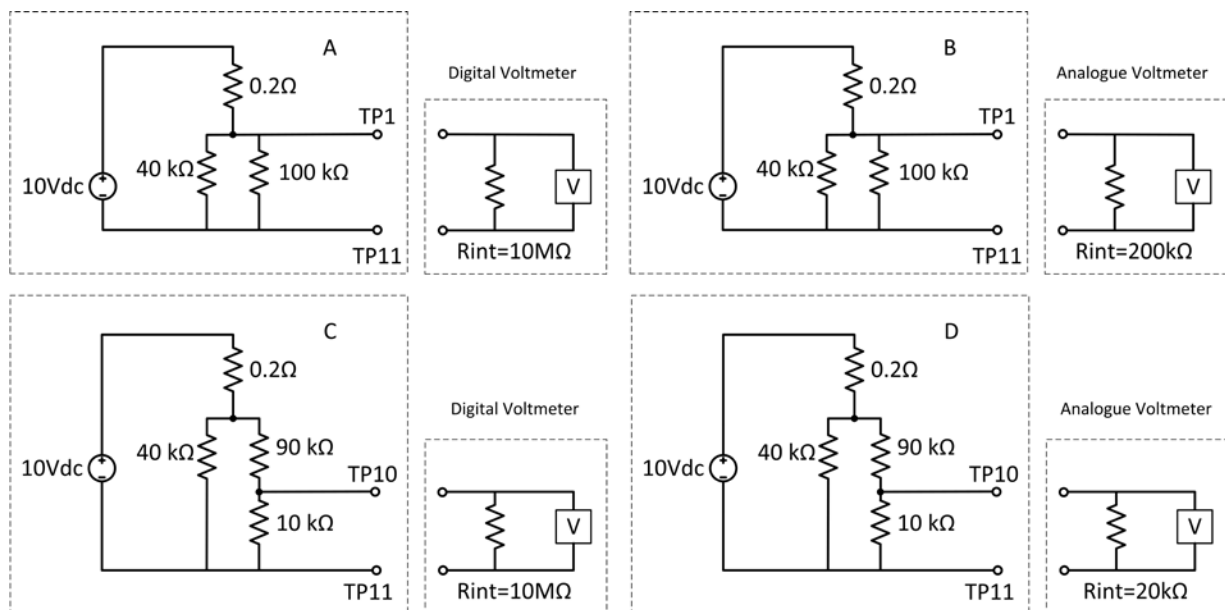 A
Digital Voltmeter
0.2Ω
TP1
40 kΩ
100 kΩ
10Vdc
+
-
V
TP11
Rint=10MΩ
B
Analogue Voltmeter
0.2Ω
TP1
40 kΩ
100 kΩ
10Vdc
+
-
V
TP11
Rint=200kΩ
C
0.2Ω
Digital Voltmeter
40 kΩ
90 kΩ
10Vdc
+
-
TP10
10 kΩ
V
TP11
Rint=10MΩ
D
0.2Ω
Analogue Voltmeter
40 kΩ
90 kΩ
10Vdc
+
-
TP10
10 kΩ
V
TP11
Rint=20kΩ